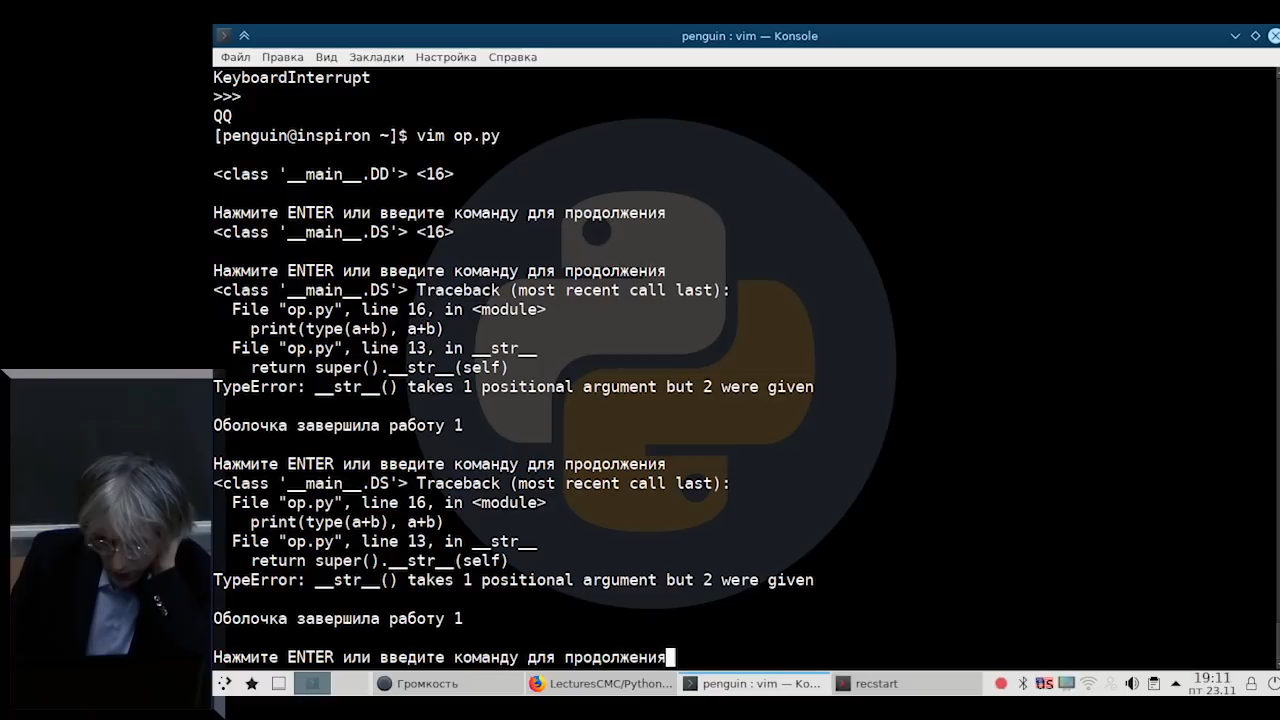 penguin : vim — Konsole
Файл Правка Вид Закладки Настройка Справка
KeyboardInterrupt
>>>
QQ
[penguin@inspiron ~]$ vim op.py
<class '__main__.DD'> <16>
Нажмите ENTER или введите команду для продолжения
<class '__main__.DS'> <16>
Нажмите ENTER или введите команду для продолжения
<class '__main__.DS'> Traceback (most recent call last):
  File "op.py", line 16, in <module>
    print(type(a+b), a+b)
  File "op.py", line 13, in __str__
    return super().__str__(self)
TypeError: __str__() takes 1 positional argument but 2 were given
Оболочка завершила работу 1
Нажмите ENTER или введите команду для продолжения
<class '__main__.DS'> Traceback (most recent call last):
  File "op.py", line 16, in <module>
    print(type(a+b), a+b)
  File "op.py", line 13, in __str__
    return super().__str__(self)
TypeError: __str__() takes 1 positional argument but 2 were given
Оболочка завершила работу 1
Нажмите ENTER или введите команду для продолжения
Громкость LecturesCMC/Python... penguin : vim — Ko... recstart US 19:11
пт 23.11